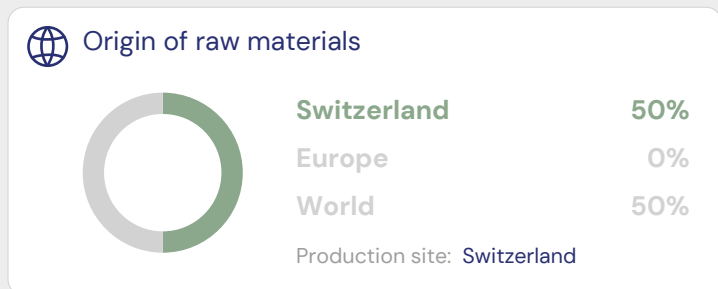 Origin of raw materials
Switzerland 50%
Europe 0%
World 50%
Production site: Switzerland